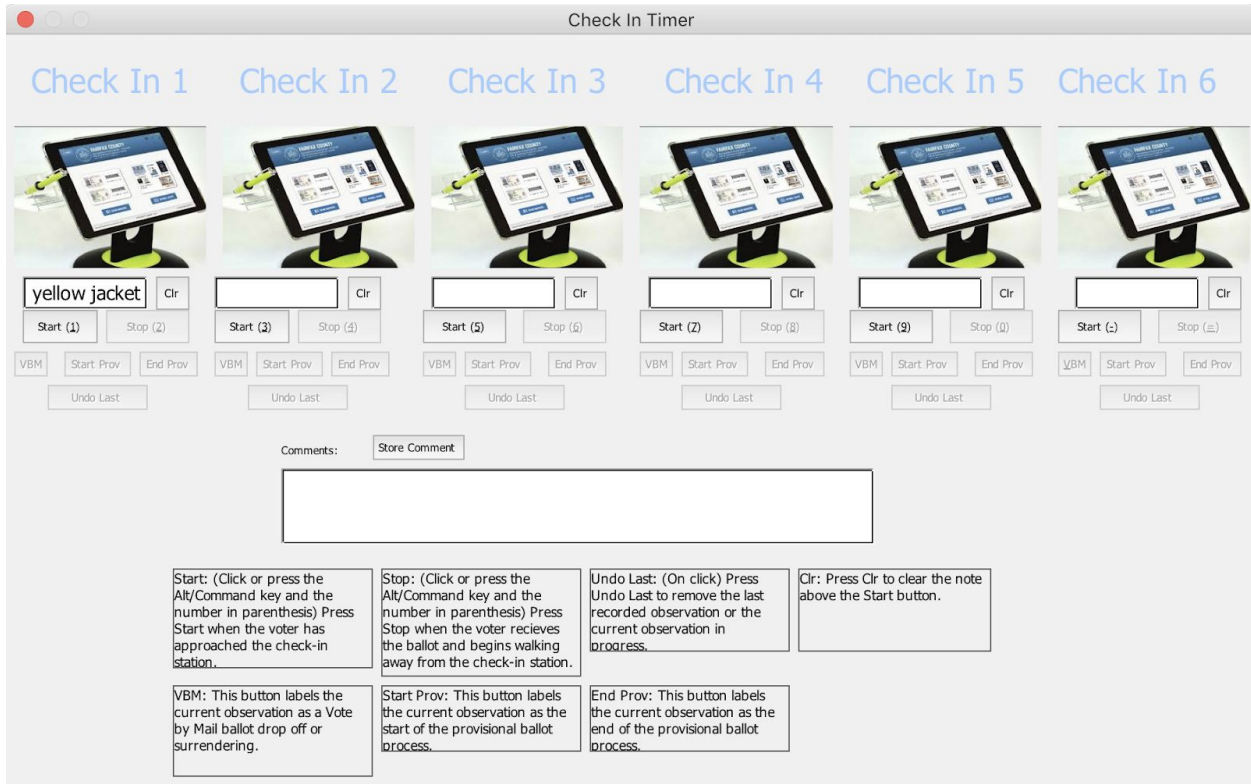 Check In Timer
Check In 1 Check In 2 Check In 3 Check In 4 Check In 5 Check In 6
FAIRFAX COUNTY FAIRFAX COUNTY FAIRFAX COUNTY FAIRFAX COUNTY FAIRFAX COUNTY FAIRFAX COUNTY
yellow jacket Clr Clr Clr Clr Clr Clr
Start (1) Stop (2) Start (3) Stop (4) Start (5) Stop (6) Start (7) Stop (8) Start (9) Stop (0) Start (-) Stop (=)
VBM Start Prov End Prov VBM Start Prov End Prov VBM Start Prov End Prov VBM Start Prov End Prov VBM Start Prov End Prov VBM Start Prov End Prov
Undo Last Undo Last Undo Last Undo Last Undo Last Undo Last
Comments: Store Comment
Start: (Click or press the
Alt/Command key and the
number in parenthesis) Press
Start when the voter has
approached the check-in
station.
Stop: (Click or press the
Alt/Command key and the
number in parenthesis) Press
Stop when the voter recieves
the ballot and begins walking
away from the check-in station.
Undo Last: (On click) Press
Undo Last to remove the last
recorded observation or the
current observation in
progress.
Clr: Press Clr to clear the note
above the Start button.
VBM: This button labels the
current observation as a Vote
by Mail ballot drop off or
surrendering.
Start Prov: This button labels
the current observation as the
start of the provisional ballot
process.
End Prov: This button labels
the current observation as the
end of the provisional ballot
process.